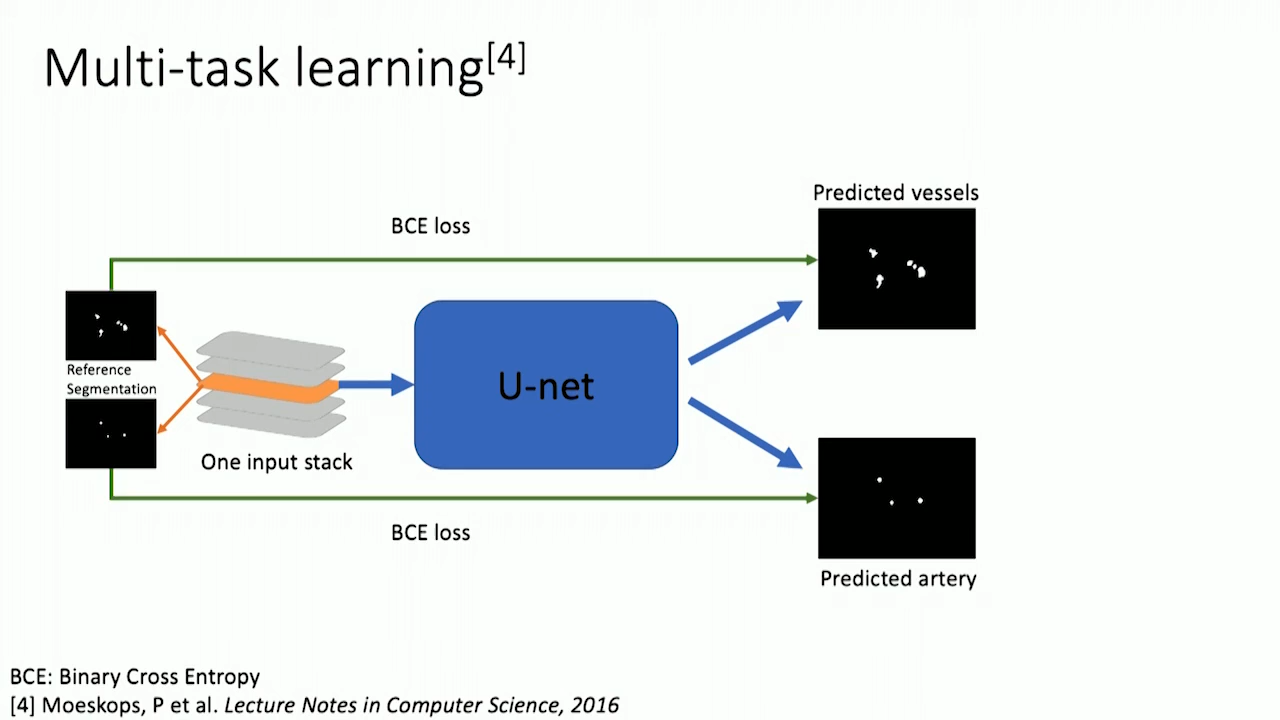 Multi-task learning[4]
Predicted vessels
BCE loss
Reference
Segmentation
U-net
One input stack
BCE loss
Predicted artery
BCE: Binary Cross Entropy
[4] Moeskops, P et al. Lecture Notes in Computer Science, 2016